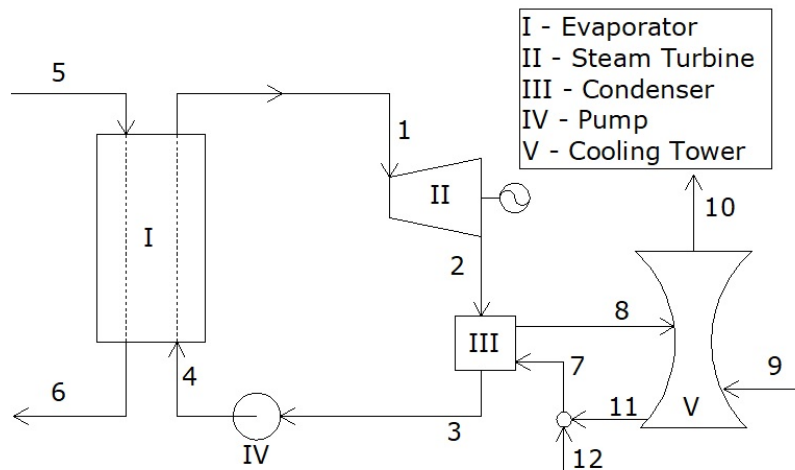 I - Evaporator
II - Steam Turbine
III - Condenser
IV - Pump
V - Cooling Tower
5
1
10
I
II
2
8
III
7
9
6
4
11
V
3
IV
12